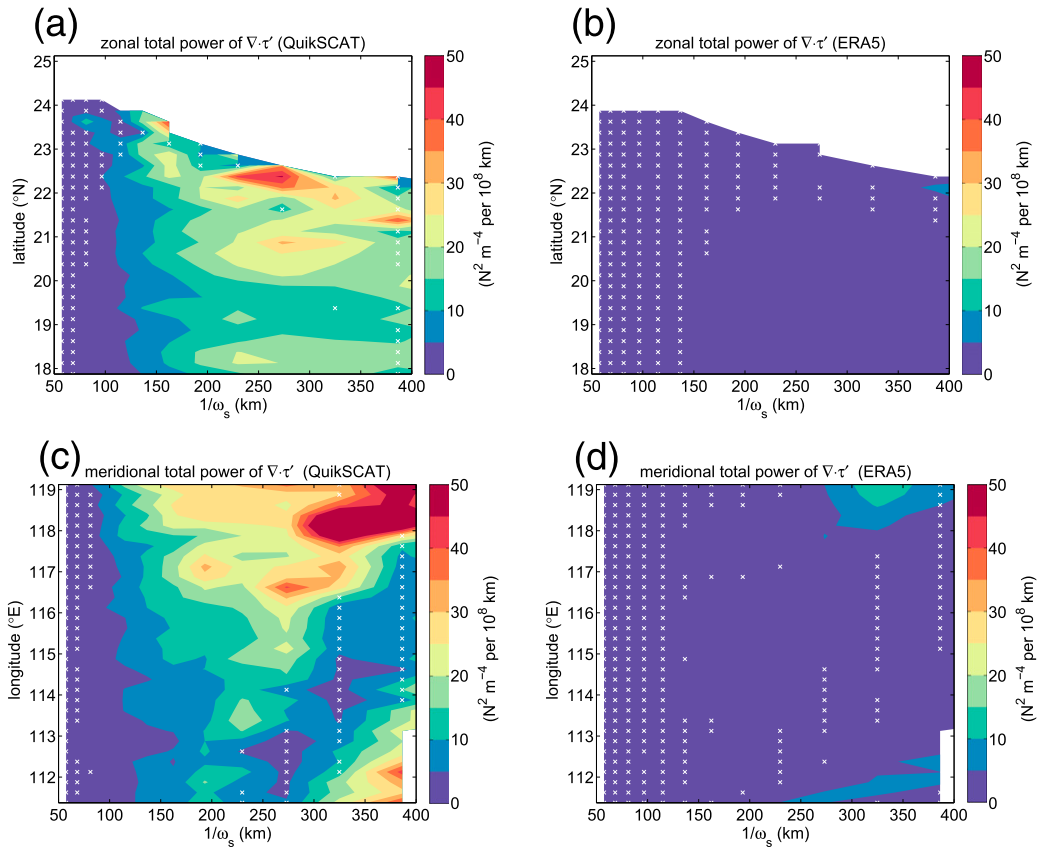 (a)
zonal total power of ∇·τ′ (QuikSCAT)
25
24
23
22
21
20
19
18
latitude (°N)
50 100 150 200 250 300 350 400
1/ωs (km)
50
40
30
20
10
0
(N² m⁻⁴ per 10⁸ km)
(b)
zonal total power of ∇·τ′ (ERA5)
25
24
23
22
21
20
19
18
latitude (°N)
50 100 150 200 250 300 350 400
1/ωs (km)
50
40
30
20
10
0
(N² m⁻⁴ per 10⁸ km)
(c)
meridional total power of ∇·τ′ (QuikSCAT)
119
118
117
116
115
114
113
112
longitude (°E)
50 100 150 200 250 300 350 400
1/ωs (km)
50
40
30
20
10
0
(N² m⁻⁴ per 10⁸ km)
(d)
meridional total power of ∇·τ′ (ERA5)
119
118
117
116
115
114
113
112
longitude (°E)
50 100 150 200 250 300 350 400
1/ωs (km)
50
40
30
20
10
0
(N² m⁻⁴ per 10⁸ km)